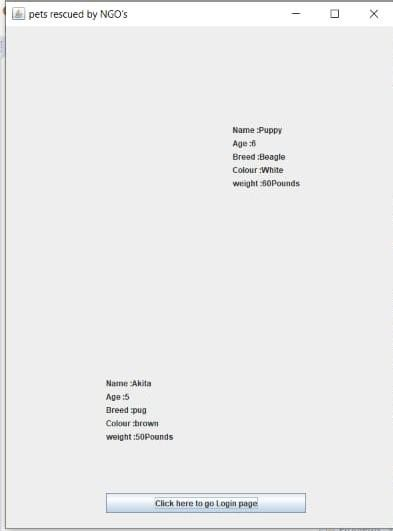 pets rescued by NGO's
Name :Puppy
Age :6
Breed :Beagle
Colour :White
weight :60Pounds
Name :Akita
Age :5
Breed :pug
Colour :brown
weight :50Pounds
Click here to go Login page